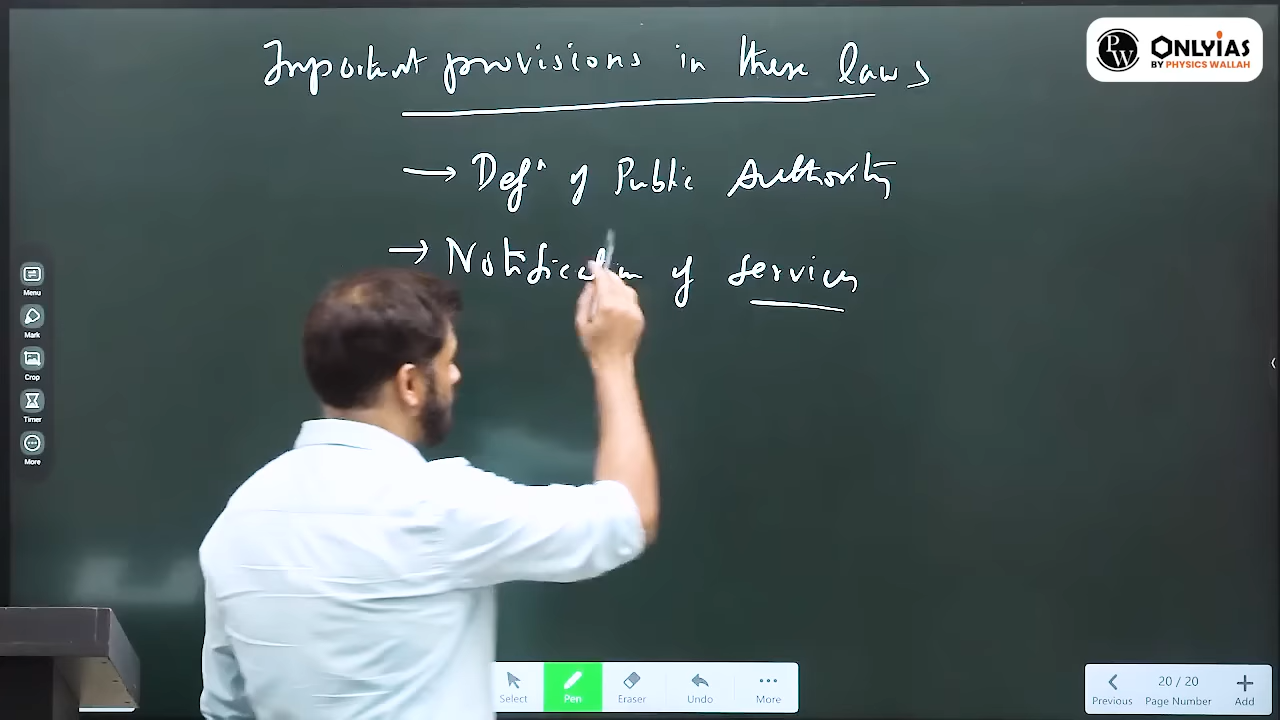 Important provisions in these laws
→ Defⁿ of Public Authority
→ Notification of services
PW ONLYIAS
BY PHYSICS WALLAH
Menu
Mark
Crop
Timer
More
Select
Pen
Eraser
Undo
More
20 / 20
Previous
Page Number
Add